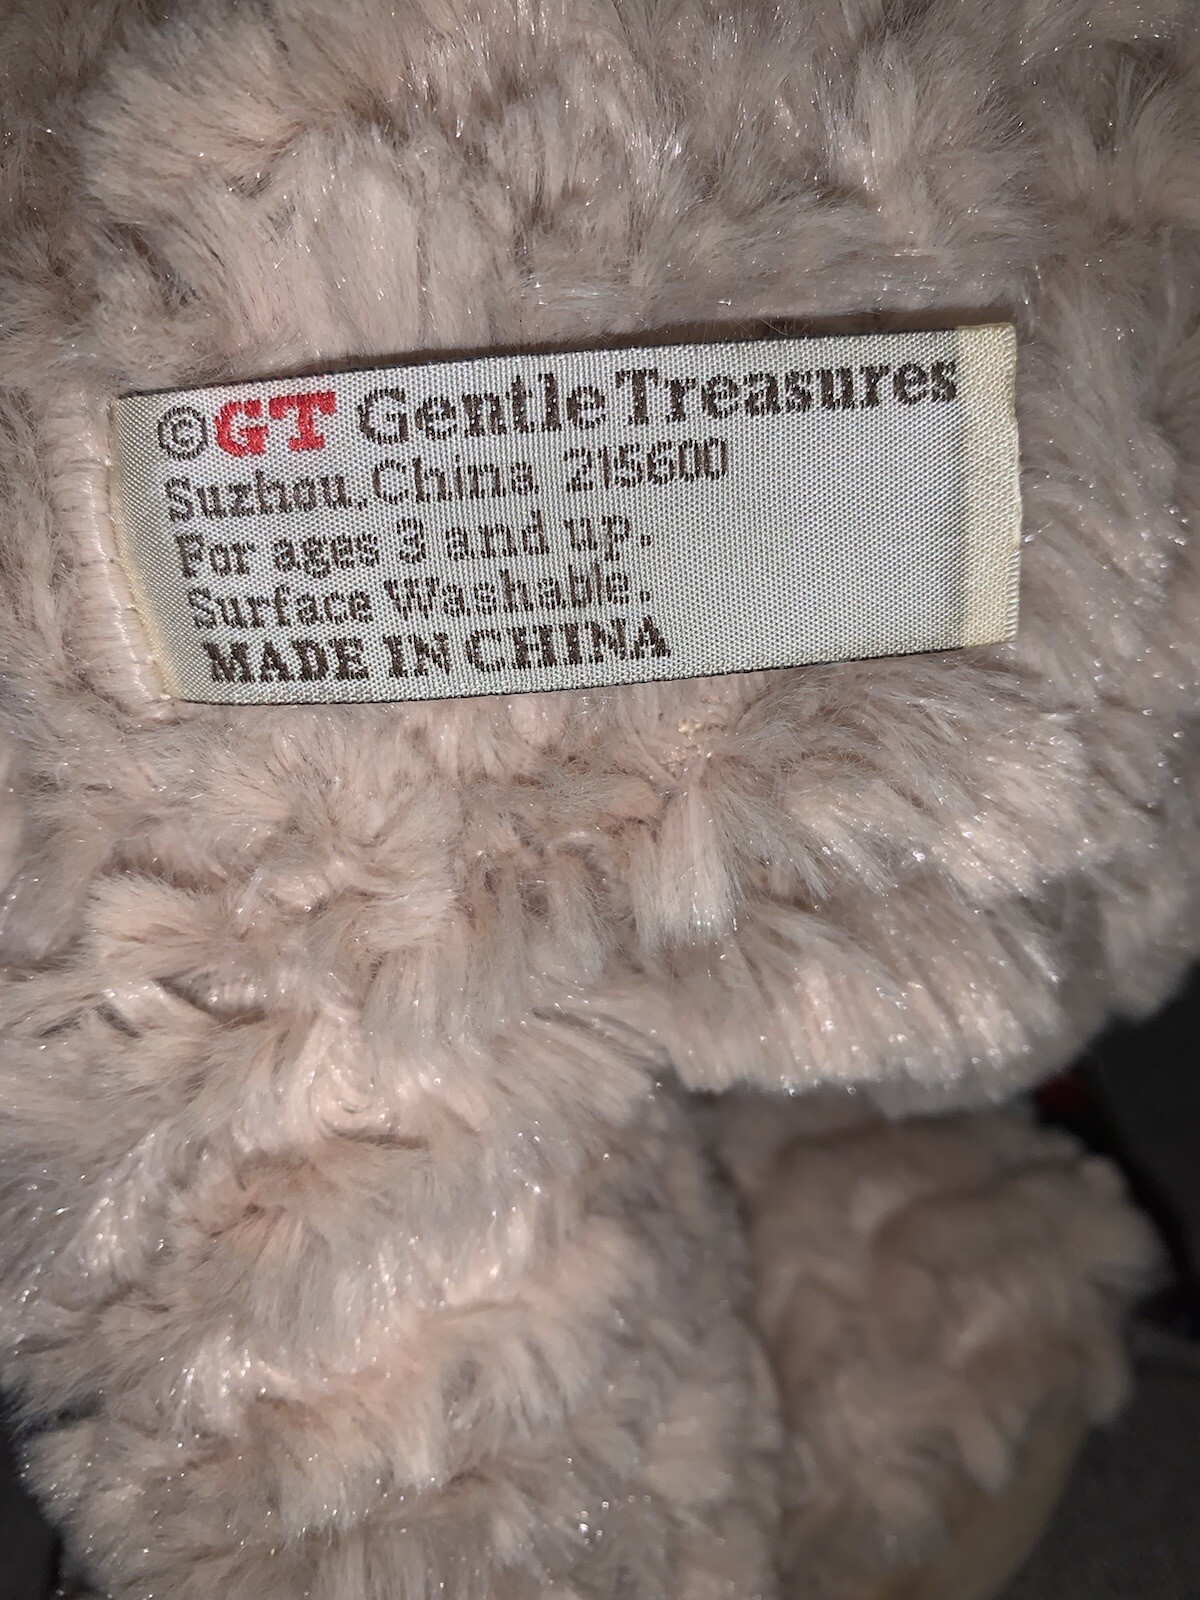 ©GT Gentle Treasures
Suzhou, China 215600
For ages 3 and up.
Surface Washable.
MADE IN CHINA